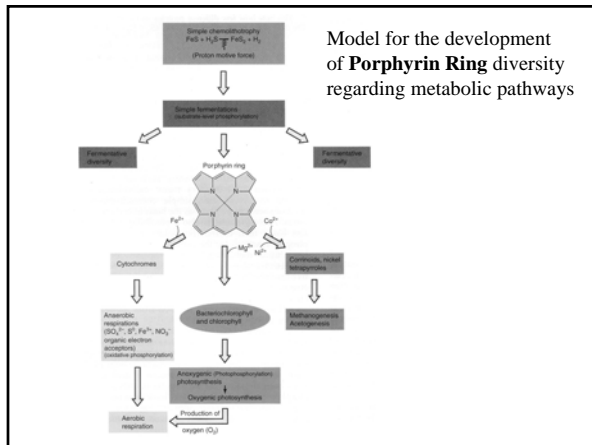 Model for the development
of Porphyrin Ring diversity
regarding metabolic pathways
Simple chemolithotrophy
FeS + H₂S → FeS₂ + H₂
(Proton motive force)
Simple fermentations
(substrate-level phosphorylation)
Fermentative
diversity
Fermentative
diversity
Porphyrin ring
N
N
N
N
Fe²⁺
Co²⁺
Mg²⁺
Ni²⁺
Cytochromes
Corrinoids, nickel
tetrapyrroles
Anaerobic
respirations
(SO₄²⁻, S⁰, Fe³⁺, NO₃⁻
organic electron
acceptors)
(oxidative phosphorylation)
Bacteriochlorophyll
and chlorophyll
Methanogenesis
Acetogenesis
Anoxygenic (Photophosphorylation)
photosynthesis
Oxygenic photosynthesis
Aerobic
respiration
Production of
oxygen (O₂)